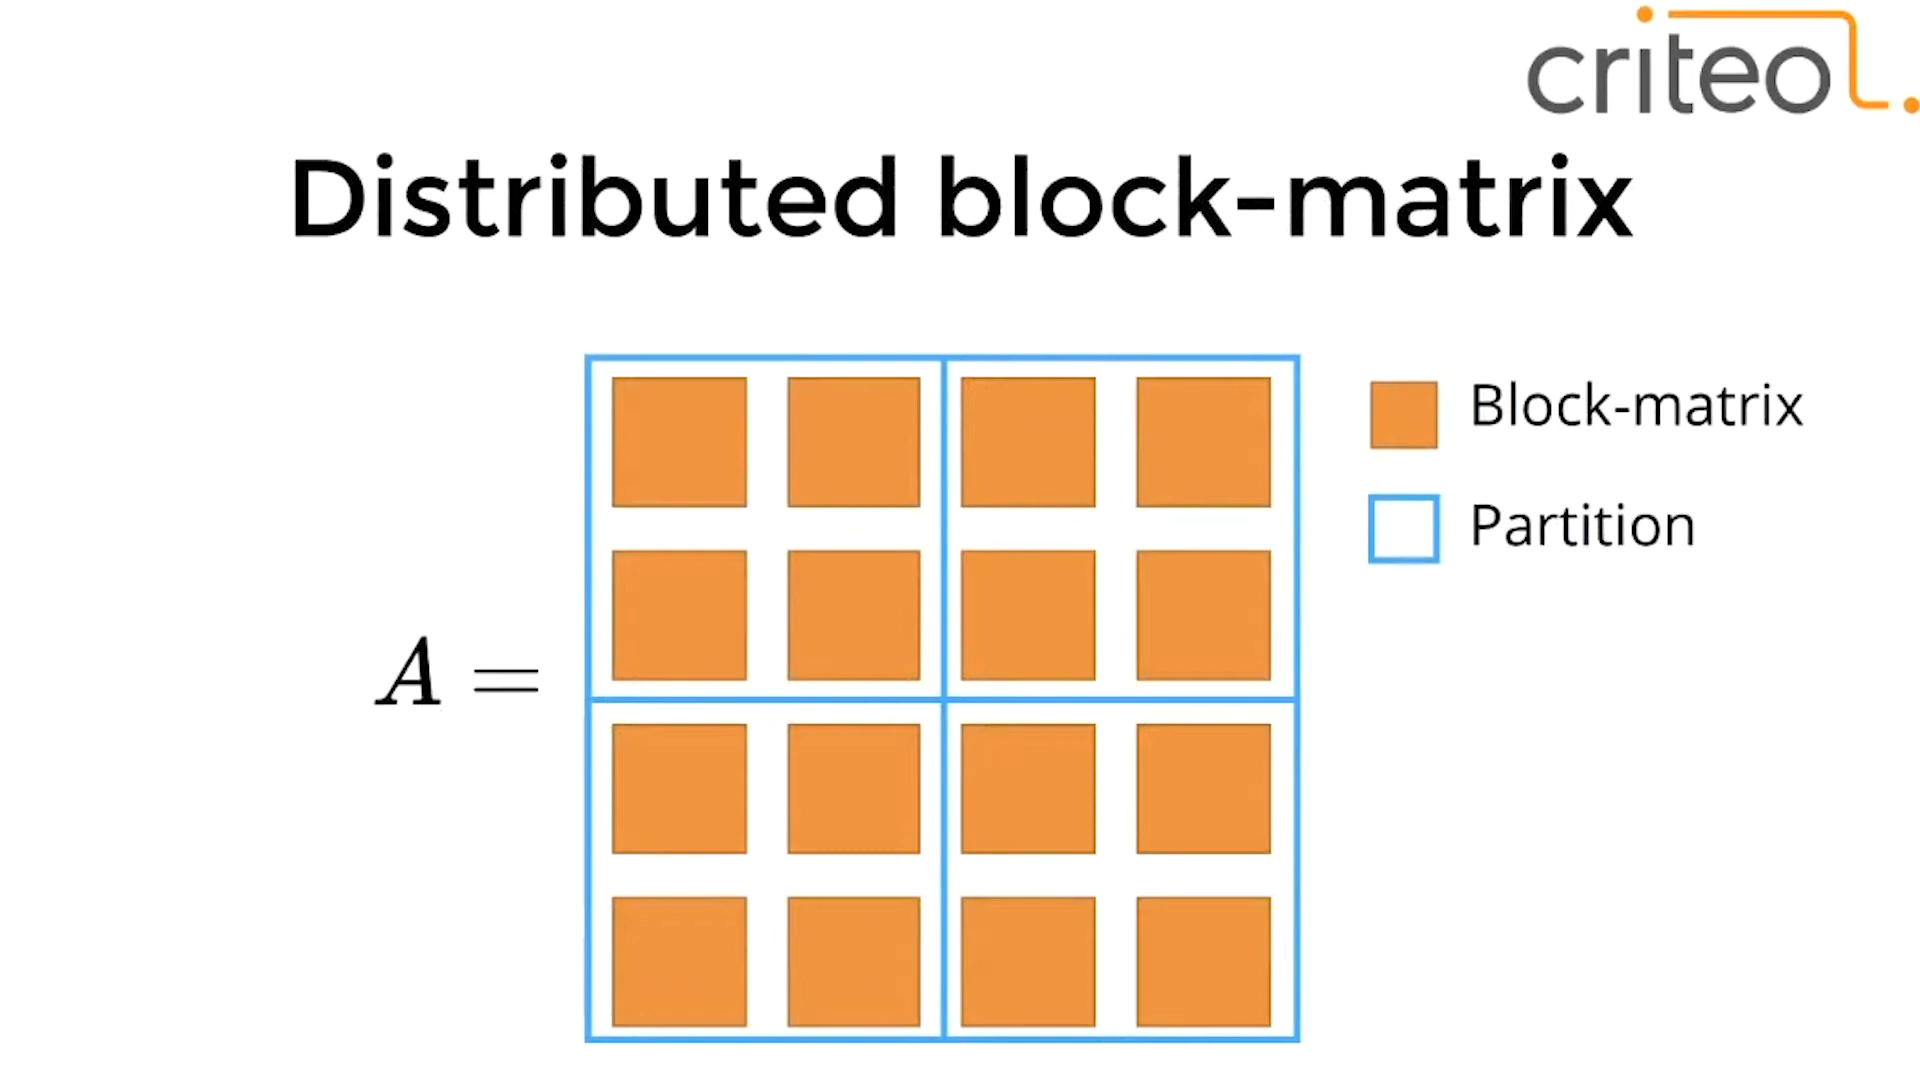 criteo
Distributed block-matrix
Block-matrix
Partition
A =